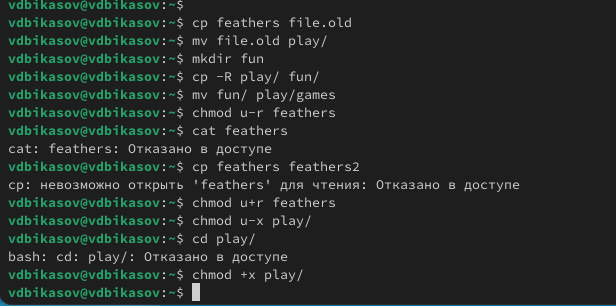 vdbikasov@vdbikasov:~$
vdbikasov@vdbikasov:~$ cp feathers file.old
vdbikasov@vdbikasov:~$ mv file.old play/
vdbikasov@vdbikasov:~$ mkdir fun
vdbikasov@vdbikasov:~$ cp -R play/ fun/
vdbikasov@vdbikasov:~$ mv fun/ play/games
vdbikasov@vdbikasov:~$ chmod u-r feathers
vdbikasov@vdbikasov:~$ cat feathers
cat: feathers: Отказано в доступе
vdbikasov@vdbikasov:~$ cp feathers feathers2
cp: невозможно открыть 'feathers' для чтения: Отказано в доступе
vdbikasov@vdbikasov:~$ chmod u+r feathers
vdbikasov@vdbikasov:~$ chmod u-x play/
vdbikasov@vdbikasov:~$ cd play/
bash: cd: play/: Отказано в доступе
vdbikasov@vdbikasov:~$ chmod +x play/
vdbikasov@vdbikasov:~$